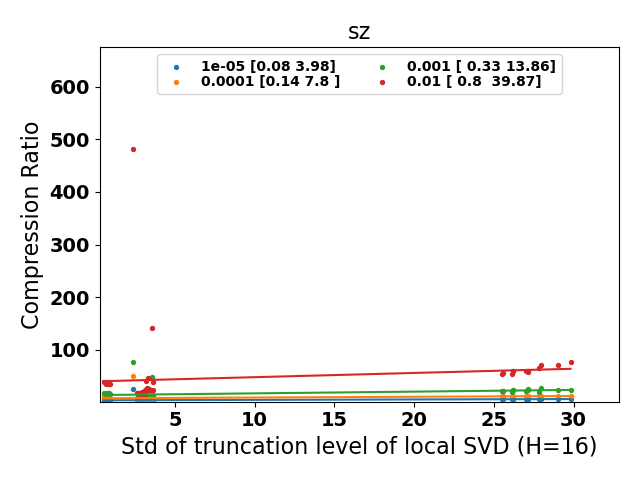 sz
1e-05 [0.08 3.98]
0.0001 [0.14 7.8 ]
0.001 [ 0.33 13.86]
0.01 [ 0.8  39.87]
Compression Ratio
600
500
400
300
200
100
5 10 15 20 25 30
Std of truncation level of local SVD (H=16)